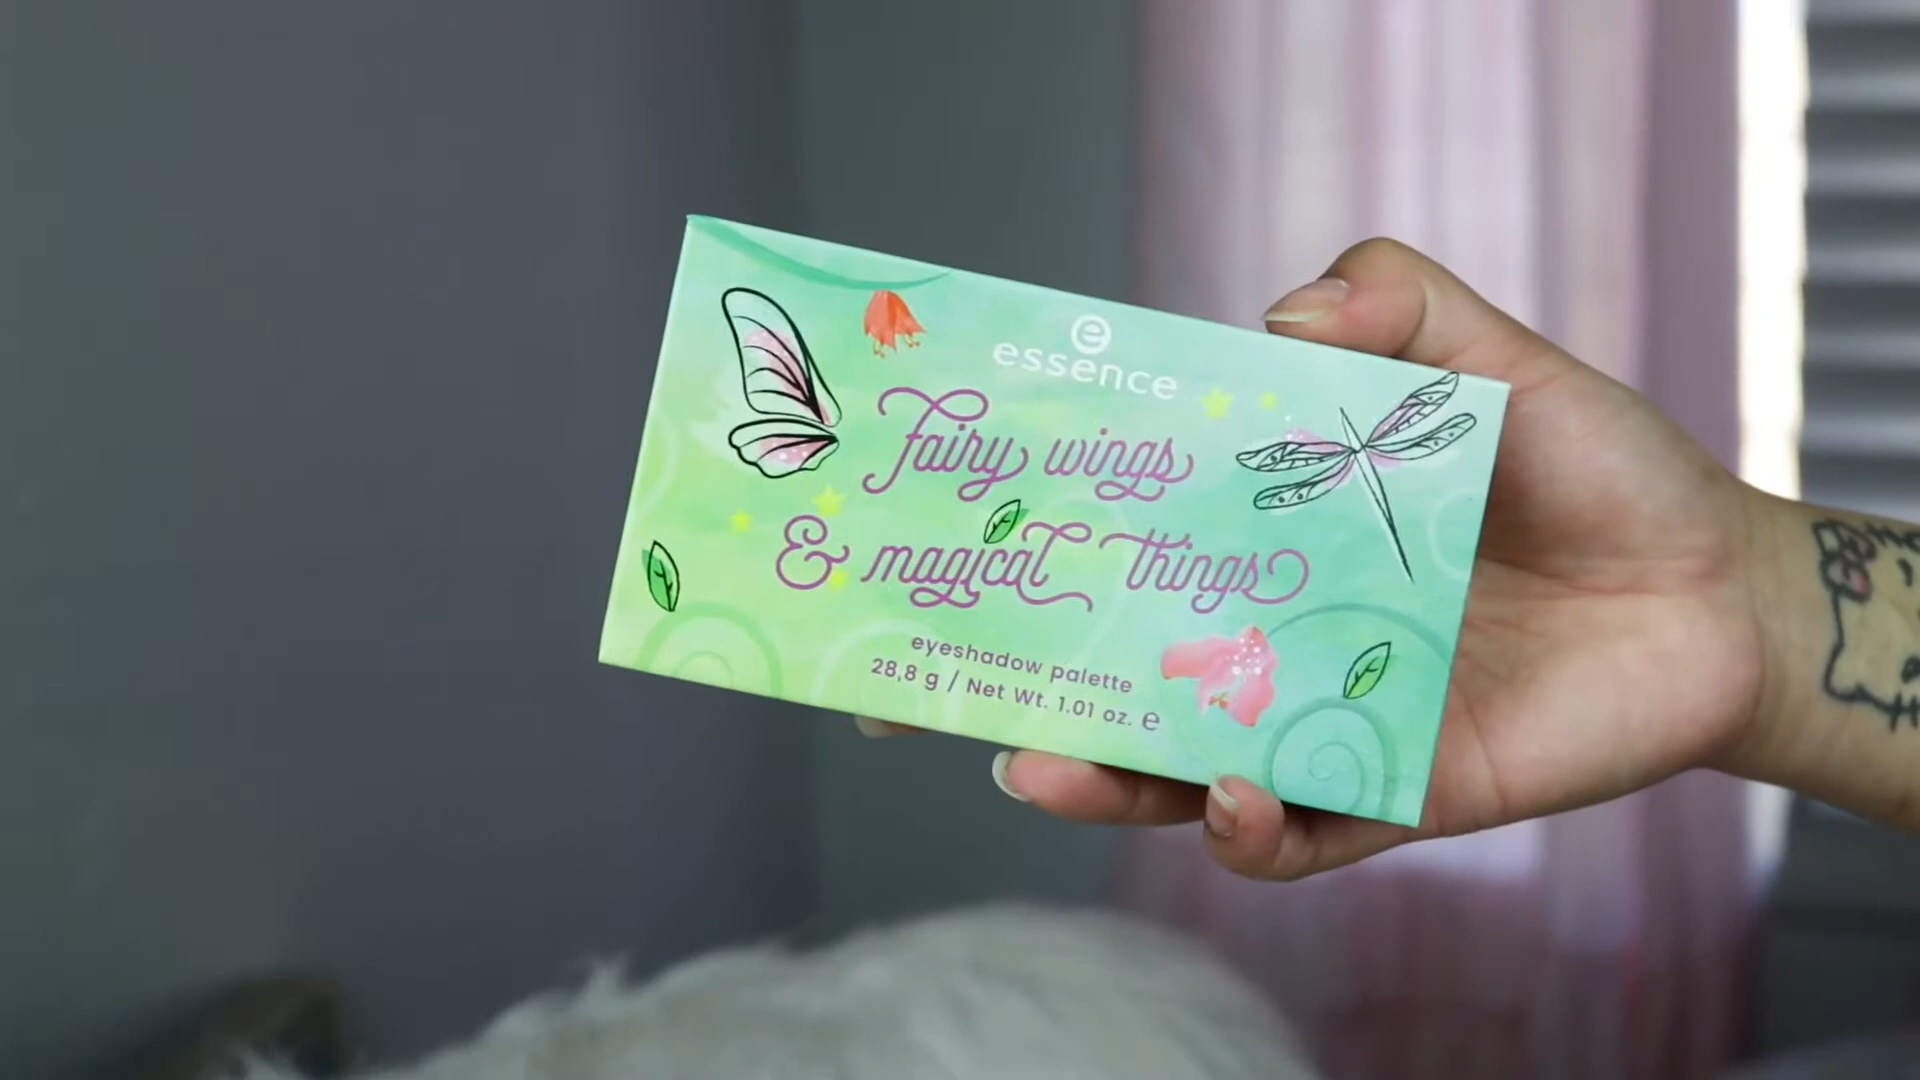 e
essence
fairy wings
& magical things
eyeshadow palette
28,8 g / Net Wt. 1.01 oz. ℮